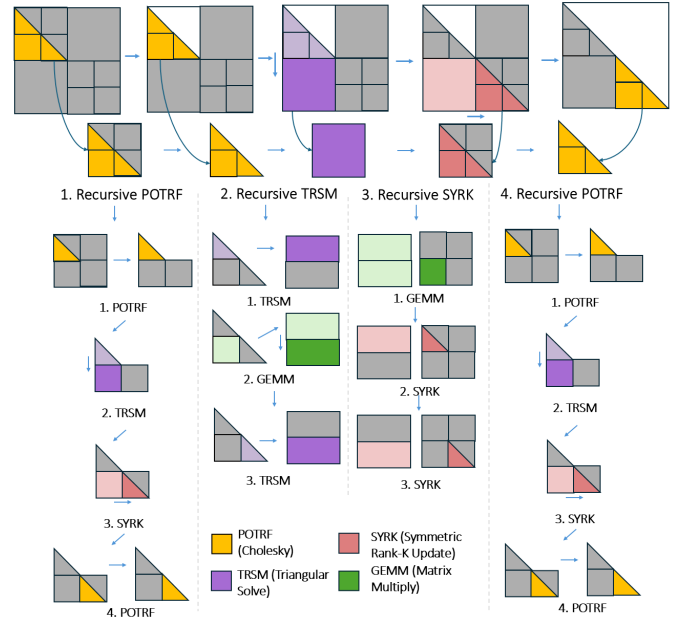 1. Recursive POTRF
2. Recursive TRSM
3. Recursive SYRK
4. Recursive POTRF
1. POTRF
2. TRSM
3. SYRK
4. POTRF
1. TRSM
2. GEMM
3. TRSM
1. GEMM
2. SYRK
3. SYRK
1. POTRF
2. TRSM
3. SYRK
4. POTRF
POTRF
(Cholesky)
TRSM (Triangular
Solve)
SYRK (Symmetric
Rank-K Update)
GEMM (Matrix
Multiply)